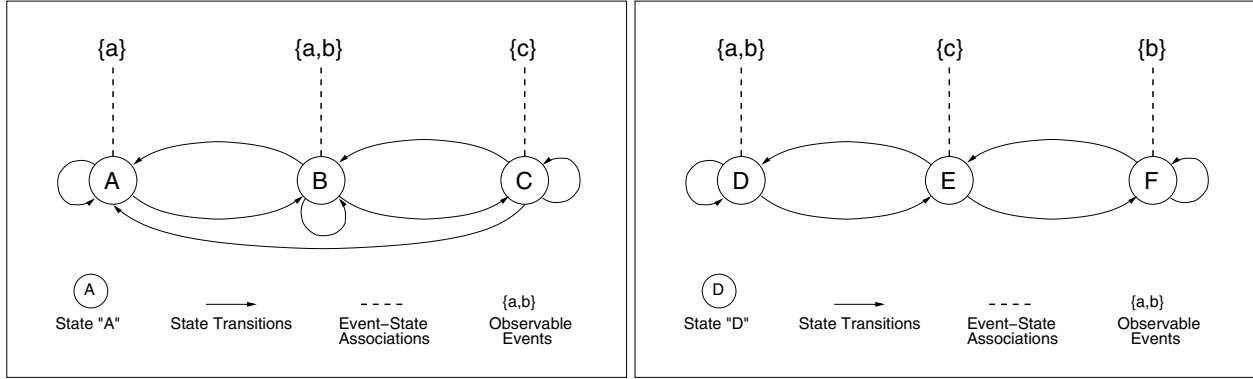 {a} {a,b} {c}
A B C
A
{a,b}
State "A" State Transitions Event–State Observable
Associations Events
{a,b} {c} {b}
D E F
D
{a,b}
State "D" State Transitions Event–State Observable
Associations Events